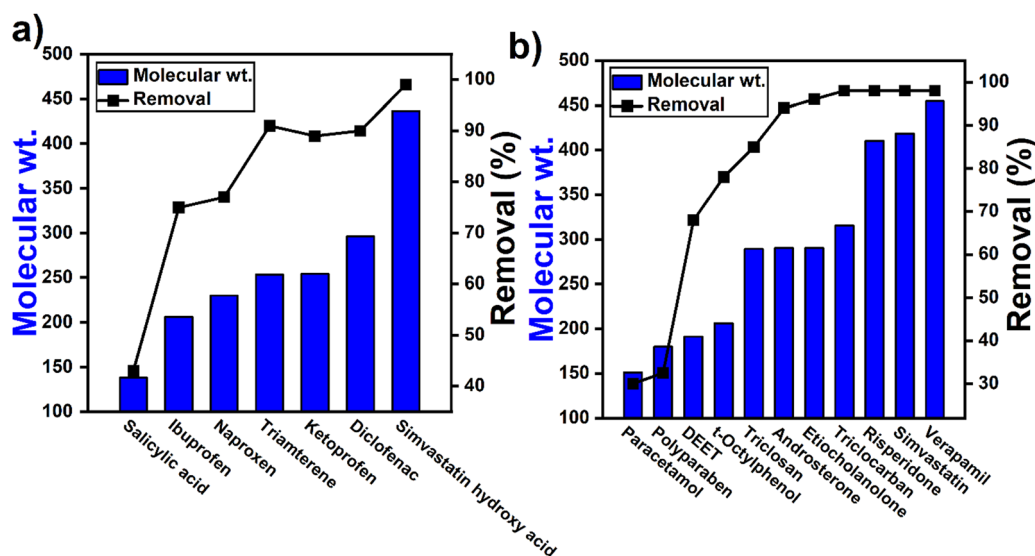 a)
Molecular wt.
Removal
500
450
400
350
300
250
200
150
100
Molecular wt.
100
90
80
70
60
50
40
Removal (%)
Salicylic acid
Ibuprofen
Naproxen
Triamterene
Ketoprofen
Diclofenac
Simvastatin hydroxy acid
b)
Molecular wt.
Removal
500
450
400
350
300
250
200
150
100
Molecular wt.
100
90
80
70
60
50
40
30
Removal (%)
Paracetamol
Polyparaben
DEET
t-Octylphenol
Triclosan
Androsterone
Etiocholanolone
Triclocarban
Risperidone
Simvastatin
Verapamil